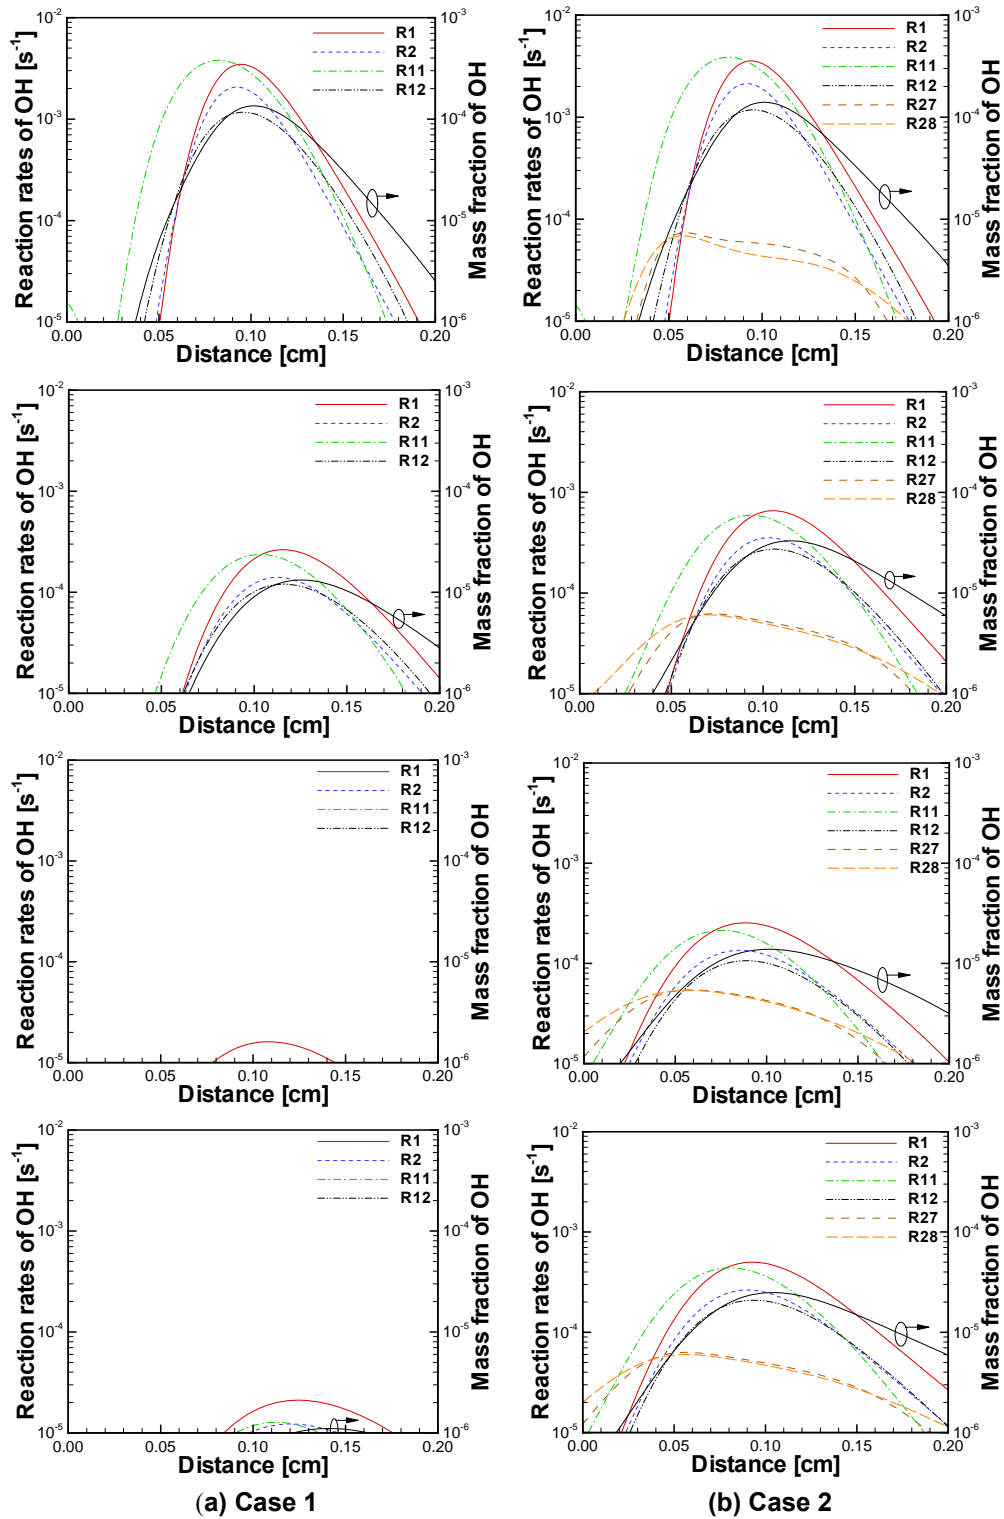 10⁻²
10⁻³
10⁻⁴
10⁻⁵
Reaction rates of OH [s⁻¹]
R1
R2
R11
R12
10⁻³
10⁻⁴
10⁻⁵
10⁻⁶
Mass fraction of OH
0.00 0.05 0.10 0.15 0.20
Distance [cm]
10⁻²
10⁻³
10⁻⁴
10⁻⁵
Reaction rates of OH [s⁻¹]
R1
R2
R11
R12
R27
R28
10⁻³
10⁻⁴
10⁻⁵
10⁻⁶
Mass fraction of OH
0.00 0.05 0.10 0.15 0.20
Distance [cm]
10⁻²
10⁻³
10⁻⁴
10⁻⁵
Reaction rates of OH [s⁻¹]
R1
R2
R11
R12
10⁻³
10⁻⁴
10⁻⁵
10⁻⁶
Mass fraction of OH
0.00 0.05 0.10 0.15 0.20
Distance [cm]
10⁻²
10⁻³
10⁻⁴
10⁻⁵
Reaction rates of OH [s⁻¹]
R1
R2
R11
R12
R27
R28
10⁻³
10⁻⁴
10⁻⁵
10⁻⁶
Mass fraction of OH
0.00 0.05 0.10 0.15 0.20
Distance [cm]
10⁻²
10⁻³
10⁻⁴
10⁻⁵
Reaction rates of OH [s⁻¹]
R1
R2
R11
R12
10⁻³
10⁻⁴
10⁻⁵
10⁻⁶
Mass fraction of OH
0.00 0.05 0.10 0.15 0.20
Distance [cm]
10⁻²
10⁻³
10⁻⁴
10⁻⁵
Reaction rates of OH [s⁻¹]
R1
R2
R11
R12
R27
R28
10⁻³
10⁻⁴
10⁻⁵
10⁻⁶
Mass fraction of OH
0.00 0.05 0.10 0.15 0.20
Distance [cm]
10⁻²
10⁻³
10⁻⁴
10⁻⁵
Reaction rates of OH [s⁻¹]
R1
R2
R11
R12
10⁻³
10⁻⁴
10⁻⁵
10⁻⁶
Mass fraction of OH
0.00 0.05 0.10 0.15 0.20
Distance [cm]
10⁻²
10⁻³
10⁻⁴
10⁻⁵
Reaction rates of OH [s⁻¹]
R1
R2
R11
R12
R27
R28
10⁻³
10⁻⁴
10⁻⁵
10⁻⁶
Mass fraction of OH
0.00 0.05 0.10 0.15 0.20
Distance [cm]
(a) Case 1
(b) Case 2